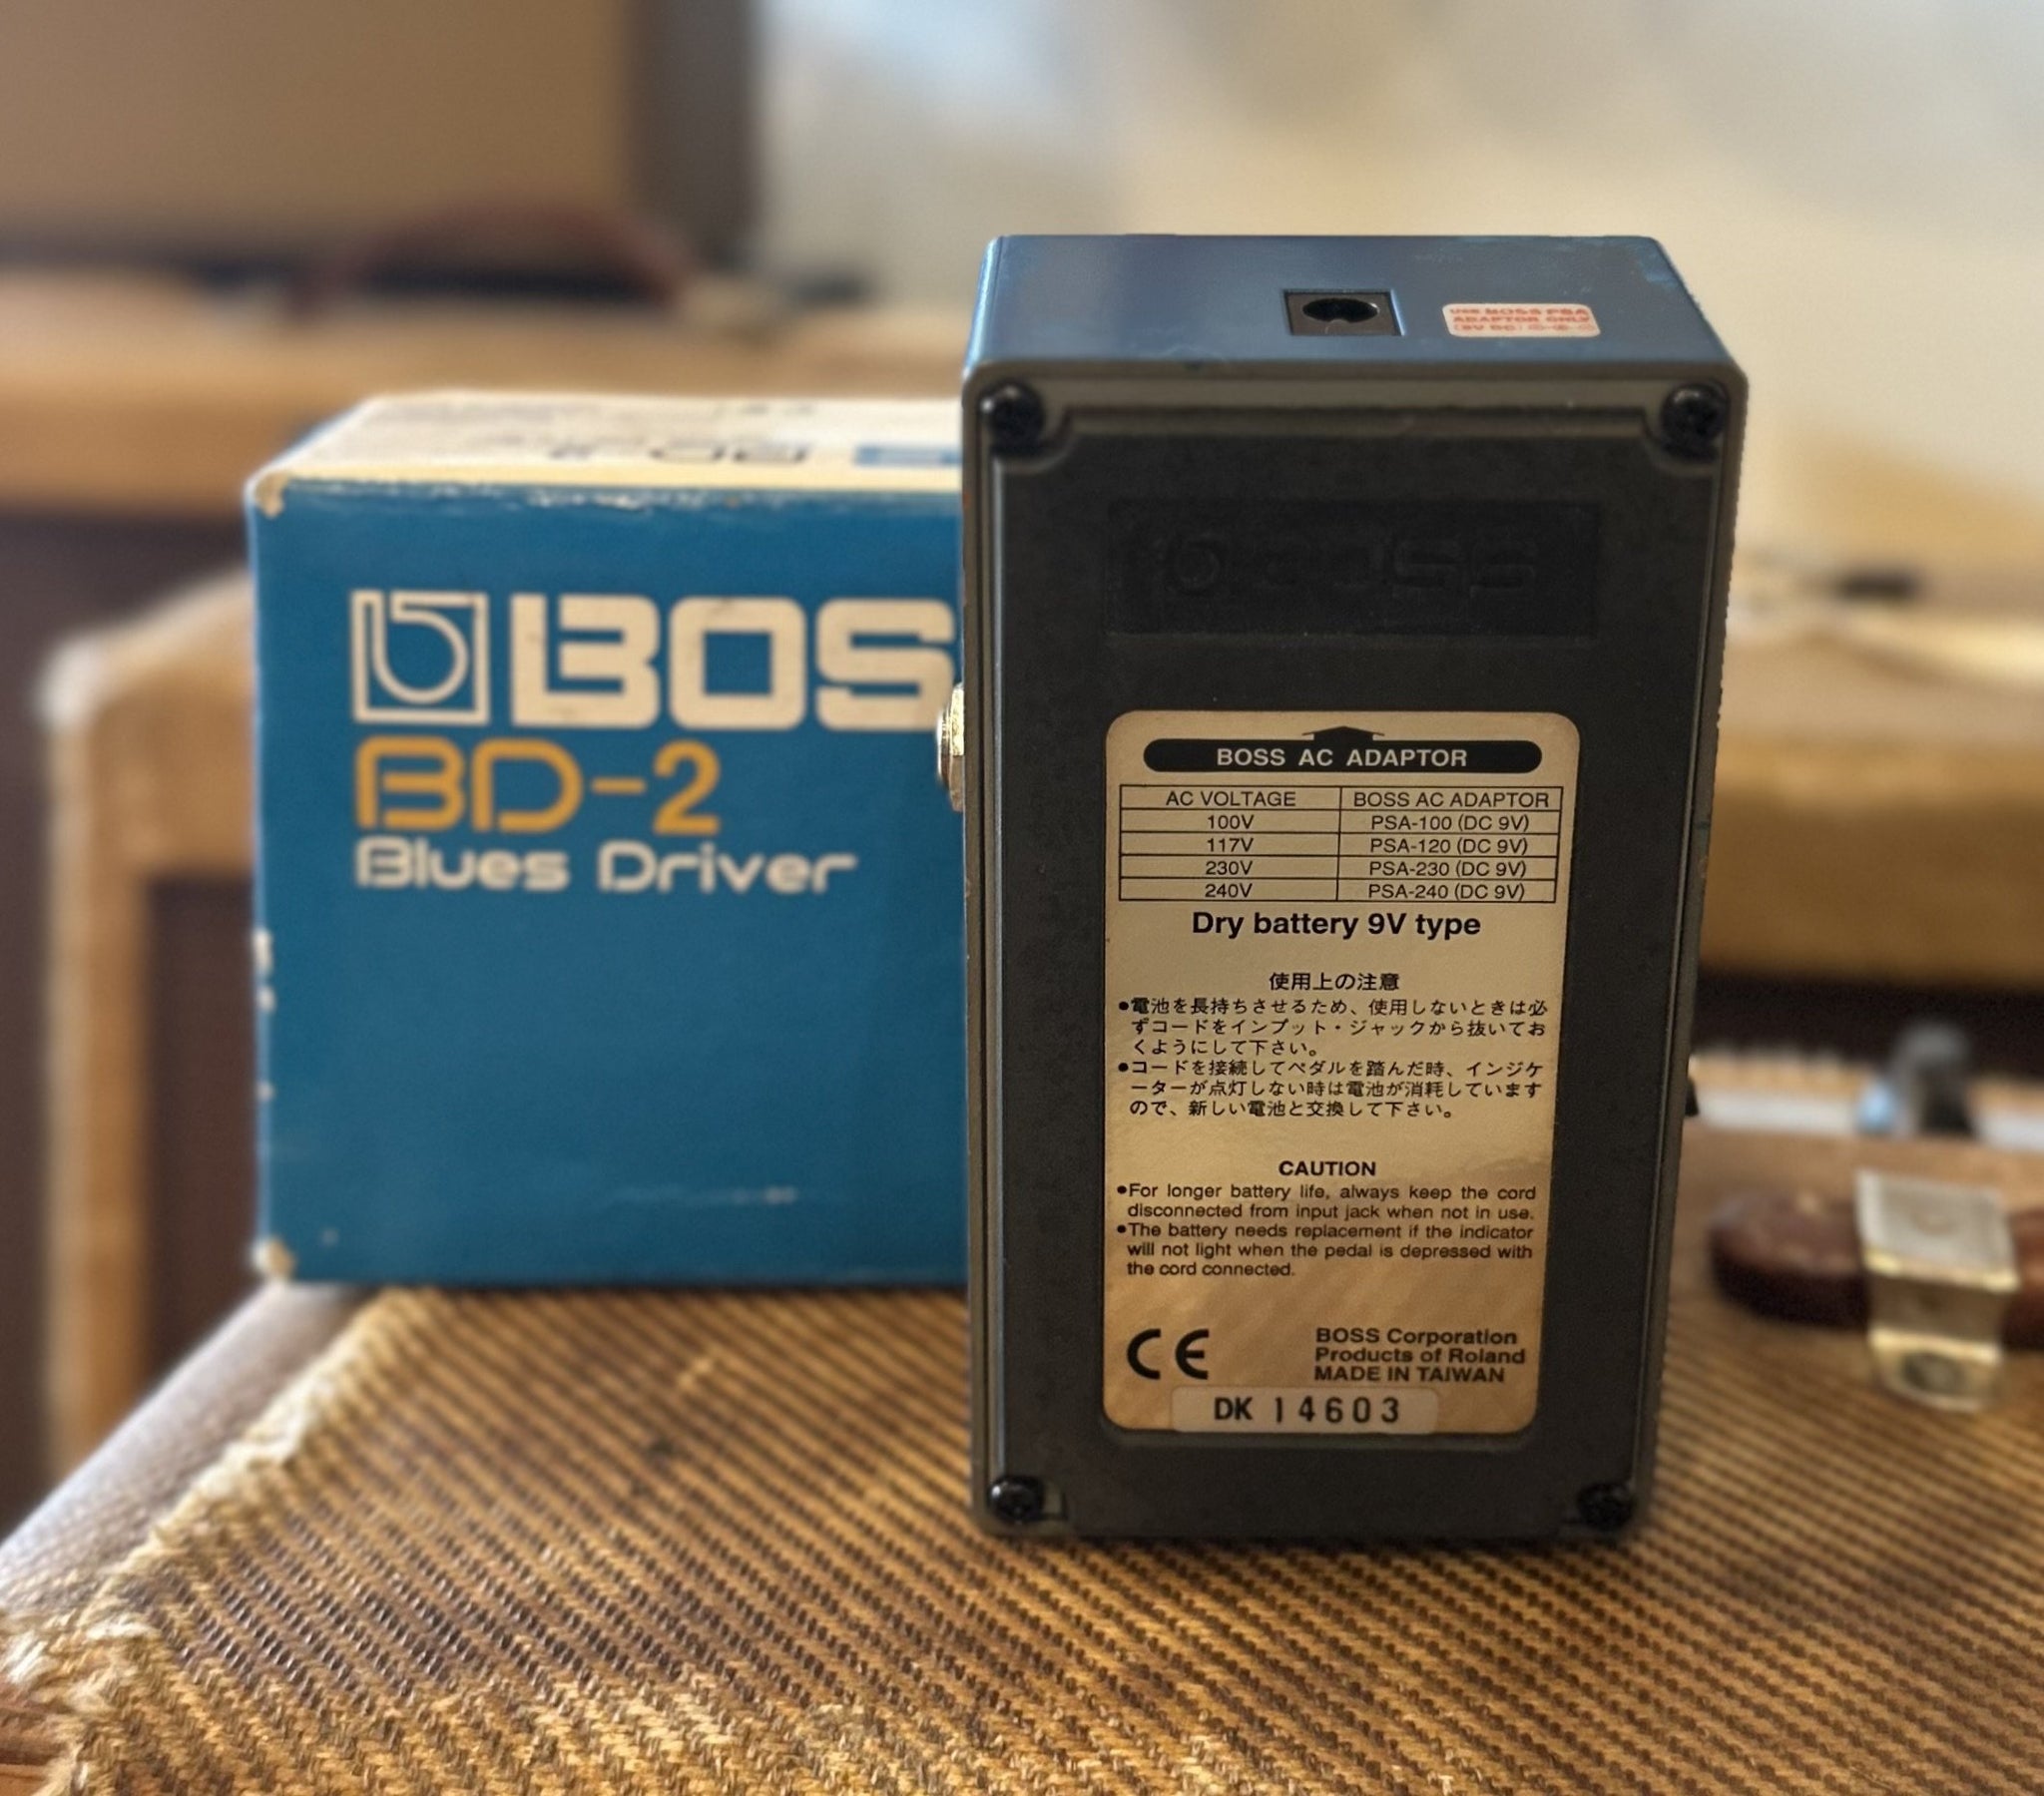 BOSS
USE BOSS PSA
ADAPTOR ONLY
BOS
BD-2
Blues Driver
BOSS AC ADAPTOR
AC VOLTAGE BOSS AC ADAPTOR
100V PSA-100 (DC 9V)
117V PSA-120 (DC 9V)
230V PSA-230 (DC 9V)
240V PSA-240 (DC 9V)
Dry battery 9V type
使用上の注意
●電池を長持ちさせるため、使用しないときは必
ずコードをインプット・ジャックから抜いてお
くようにして下さい。
●コードを接続してペダルを踏んだ時、インジケ
ーターが点灯しない時は電池が消耗しています
ので、新しい電池と交換して下さい。
CAUTION
●For longer battery life, always keep the cord
disconnected from input jack when not in use.
●The battery needs replacement if the indicator
will not light when the pedal is depressed with
the cord connected.
CE
BOSS Corporation
Products of Roland
MADE IN TAIWAN
DK 14603